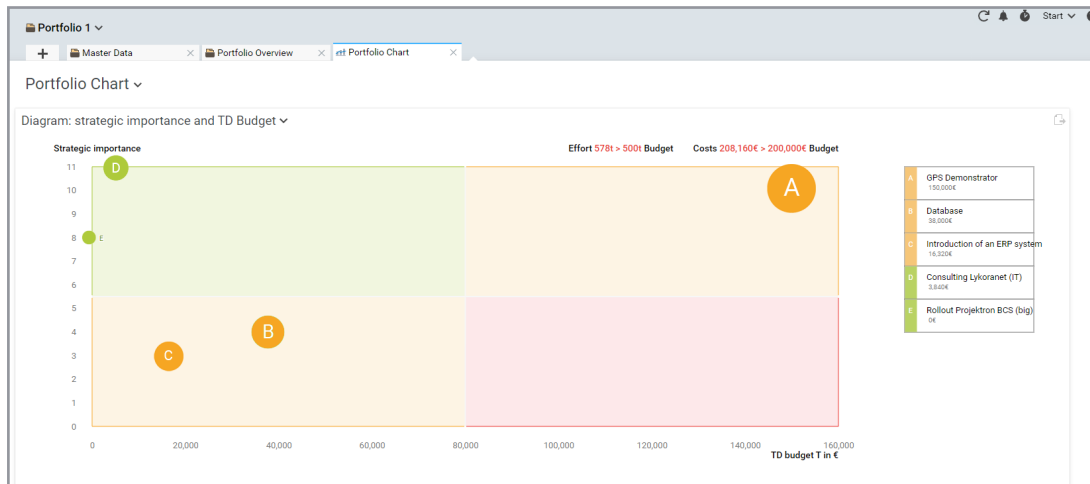 Start
Portfolio 1
+ Master Data Portfolio Overview Portfolio Chart
Portfolio Chart
Diagram: strategic importance and TD Budget
Strategic importance
Effort 578t > 500t Budget Costs 208,160€ > 200,000€ Budget
11
10
9
8
7
6
5
4
3
2
1
0
D
A
E
B
C
0 20,000 40,000 60,000 80,000 100,000 120,000 140,000 160,000
TD budget T in €
A GPS Demonstrator
150,000€
B Database
38,000€
C Introduction of an ERP system
16,320€
D Consulting Lykoranet (IT)
3,840€
E Rollout Projektron BCS (big)
0€